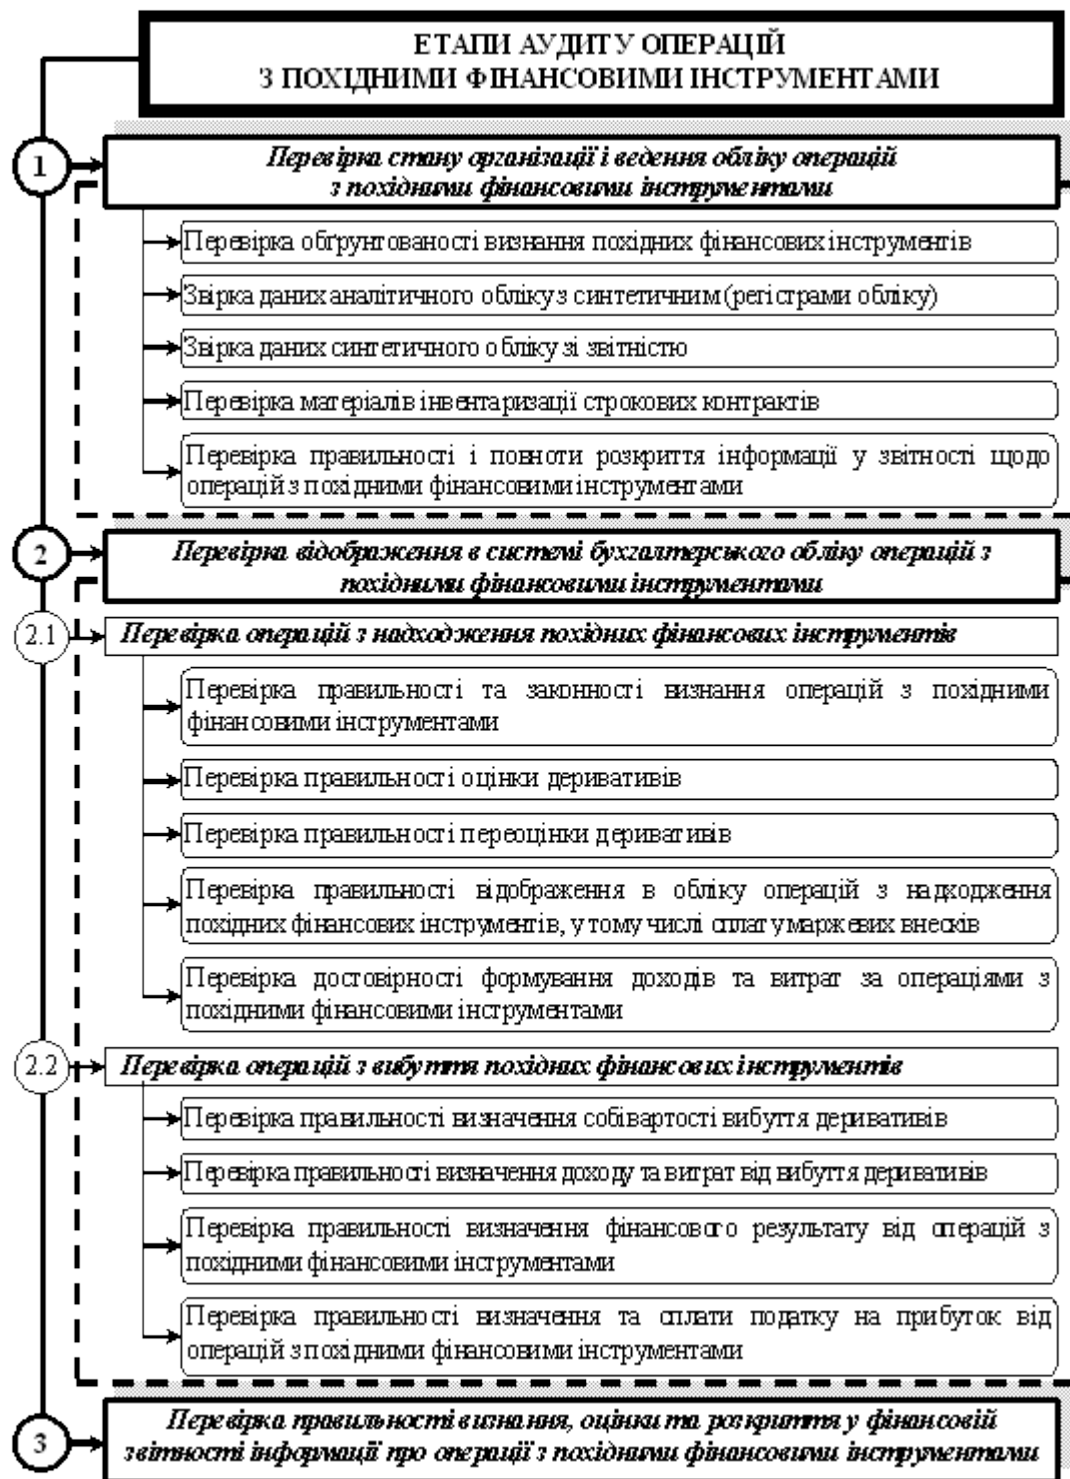 ЕТАПИ АУДИТУ ОПЕРАЦІЙ
З ПОХІДНИМИ ФІНАНСОВИМИ ІНСТРУМЕНТАМИ
1
Перевірка стану організації і ведення обліку операцій
з похідними фінансовими інструментами
Перевірка обґрунтованості визнання похідних фінансових інструментів
Звірка даних аналітичного обліку з синтетичним (регістрами обліку)
Звірка даних синтетичного обліку зі звітністю
Перевірка матеріалів інвентаризації строкових контрактів
Перевірка правильності і повноти розкриття інформації у звітності щодо
операцій з похідними фінансовими інструментами
2
Перевірка відображення в системі бухгалтерського обліку операцій з
похідними фінансовими інструментами
2.1
Перевірка операцій з надходження похідних фінансових інструментів
Перевірка правильності та законності визнання операцій з похідними
фінансовими інструментами
Перевірка правильності оцінки деривативів
Перевірка правильності переоцінки деривативів
Перевірка правильності відображення в обліку операцій з надходження
похідних фінансових інструментів, у тому числі сплату маржевих внесків
Перевірка достовірності формування доходів та витрат за операціями з
похідними фінансовими інструментами
2.2
Перевірка операцій з вибуття похідних фінансових інструментів
Перевірка правильності визначення собівартості вибуття деривативів
Перевірка правильності визначення доходу та витрат від вибуття деривативів
Перевірка правильності визначення фінансового результату від операцій з
похідними фінансовими інструментами
Перевірка правильності визначення та сплати податку на прибуток від
операцій з похідними фінансовими інструментами
3
Перевірка правильності визнання, оцінки та розкриття у фінансовій
звітності інформації про операції з похідними фінансовими інструментами